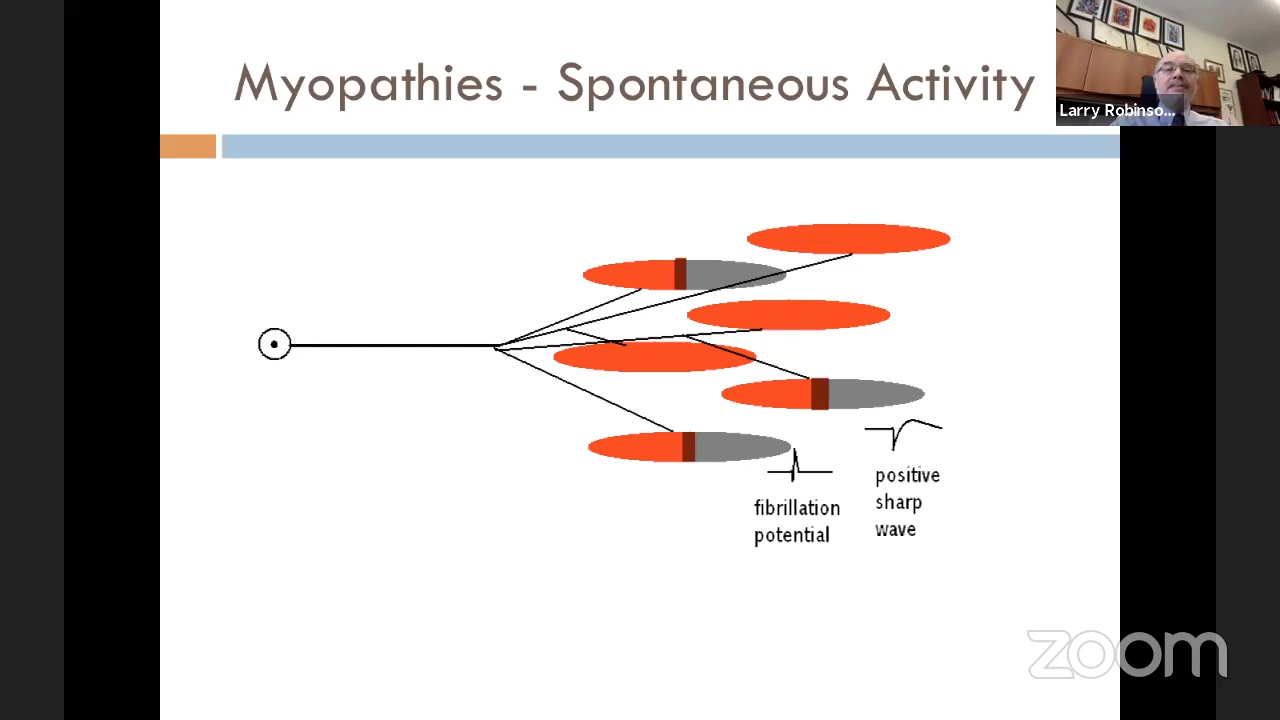 Myopathies - Spontaneous Activity
Larry Robinso...
fibrillation
potential
positive
sharp
wave
zoom